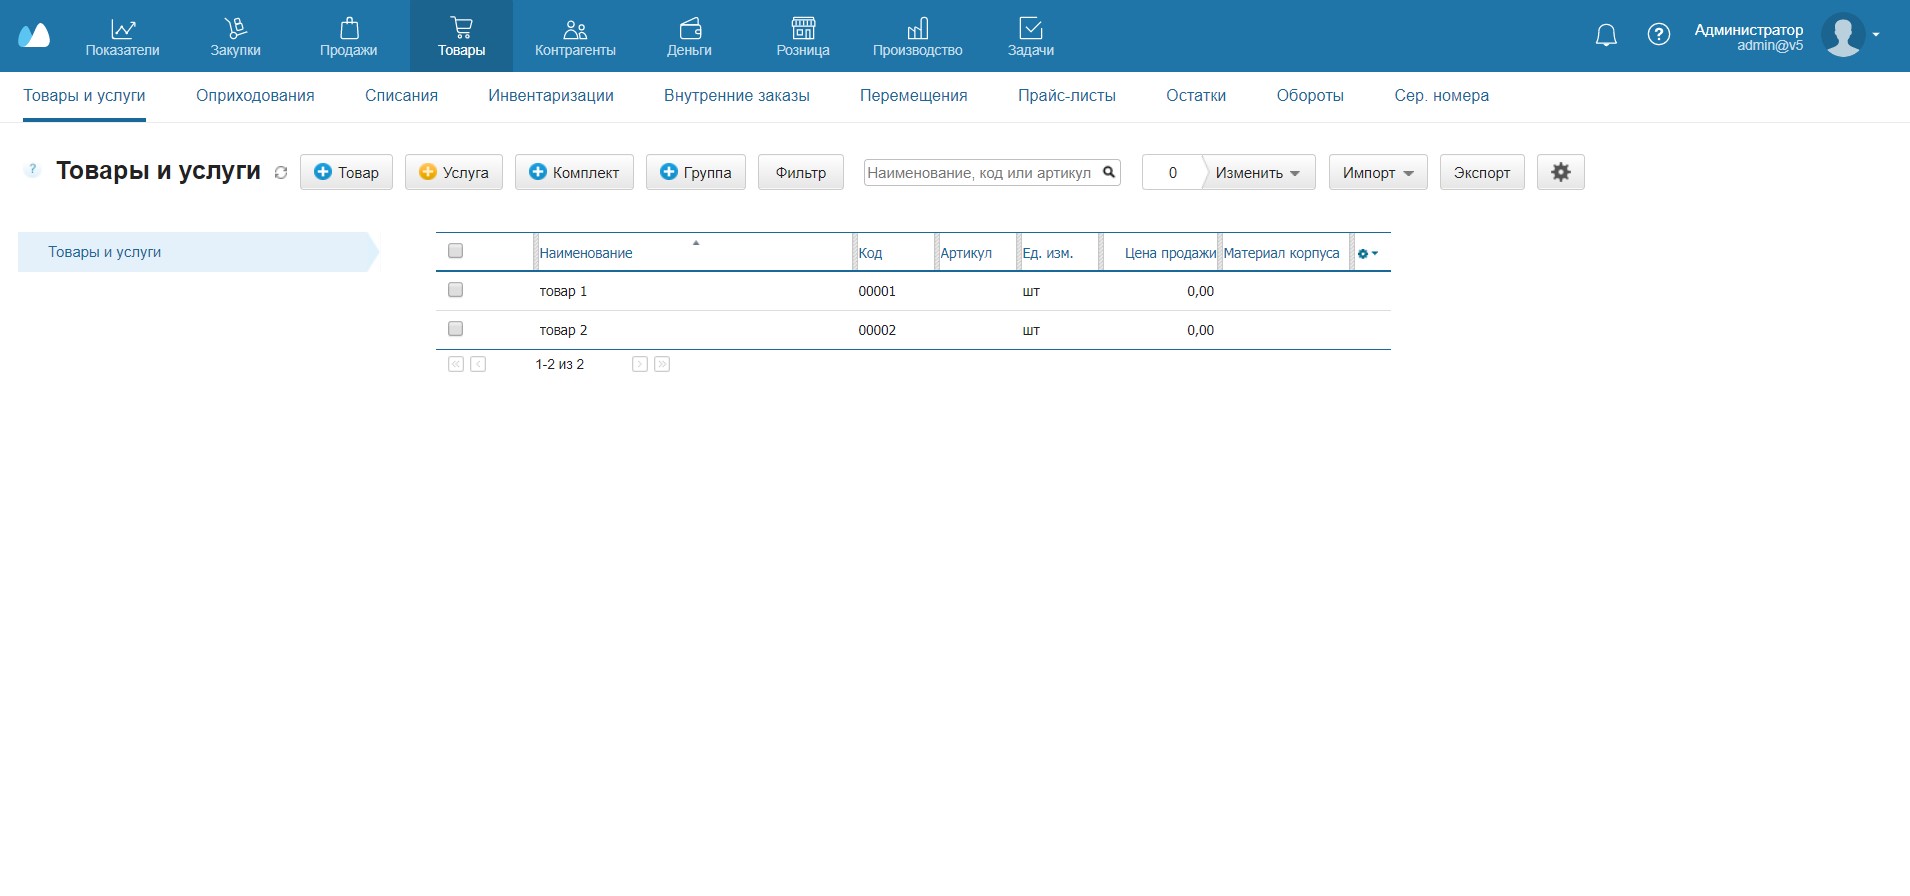 Показатели Закупки Продажи Товары Контрагенты Деньги Розница Производство Задачи
Администратор
admin@v5
Товары и услуги Оприходования Списания Инвентаризации Внутренние заказы Перемещения Прайс-листы Остатки Обороты Сер. номера
? Товары и услуги Товар Услуга Комплект Группа Фильтр Наименование, код или артикул 0 Изменить Импорт Экспорт
Товары и услуги
Наименование Код Артикул Ед. изм. Цена продажи Материал корпуса
товар 1 00001 шт 0,00
товар 2 00002 шт 0,00
1-2 из 2